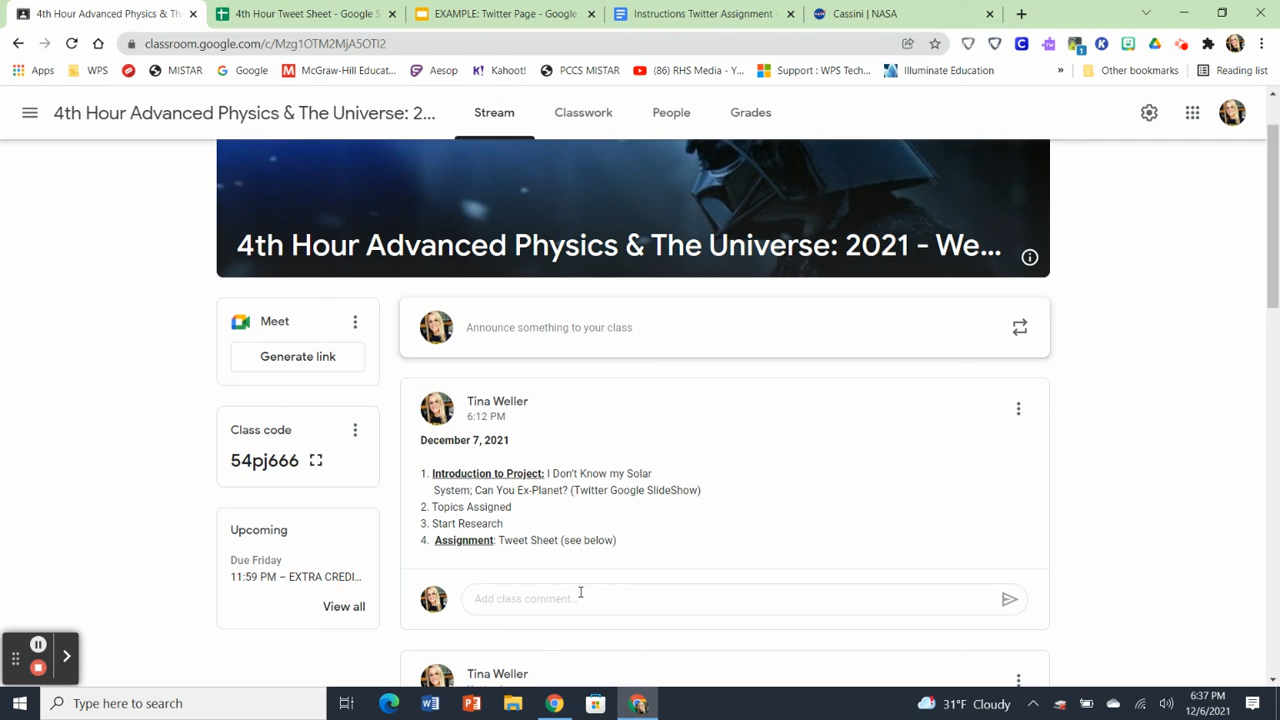 4th Hour Advanced Physics & Th
4th Hour Tweet Sheet - Google S
EXAMPLE: Twitter Page - Google
Instructions Twitter Assignment -
Cassini | NASA
classroom.google.com/c/Mzg1OTM2MjA5OTl2
Apps
WPS
MISTAR
Google
McGraw-Hill Educat...
Aesop
Kahoot!
PCCS MISTAR
(86) RHS Media - Y...
Support : WPS Tech...
Illuminate Education
»
Other bookmarks
Reading list
4th Hour Advanced Physics & The Universe: 2...
Stream
Classwork
People
Grades
4th Hour Advanced Physics & The Universe: 2021 - We...
Meet
Generate link
Class code
54pj666
Upcoming
Due Friday
11:59 PM – EXTRA CREDI...
View all
Announce something to your class
Tina Weller
6:12 PM
December 7, 2021
1. Introduction to Project: I Don't Know my Solar
System; Can You Ex-Planet? (Twitter Google SlideShow)
2. Topics Assigned
3. Start Research
4. Assignment: Tweet Sheet (see below)
Add class comment...
Tina Weller
Type here to search
31°F Cloudy
6:37 PM
12/6/2021